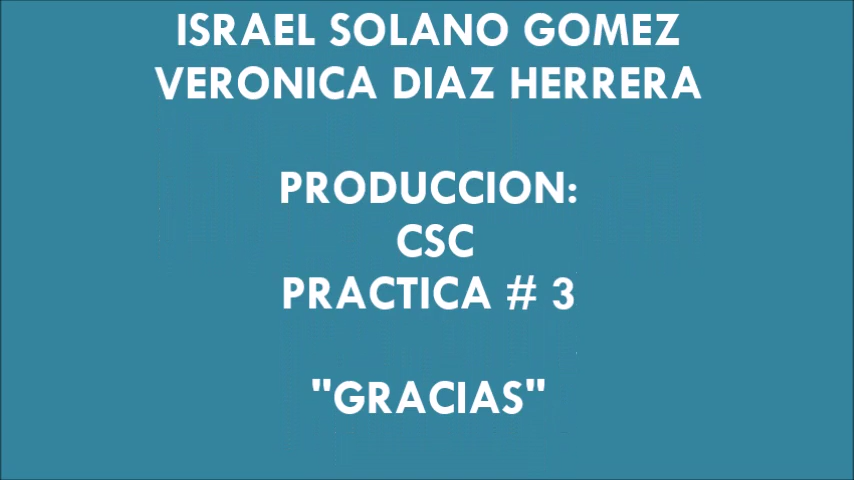 ISRAEL SOLANO GOMEZ
VERONICA DIAZ HERRERA
PRODUCCION:
CSC
PRACTICA # 3
"GRACIAS"